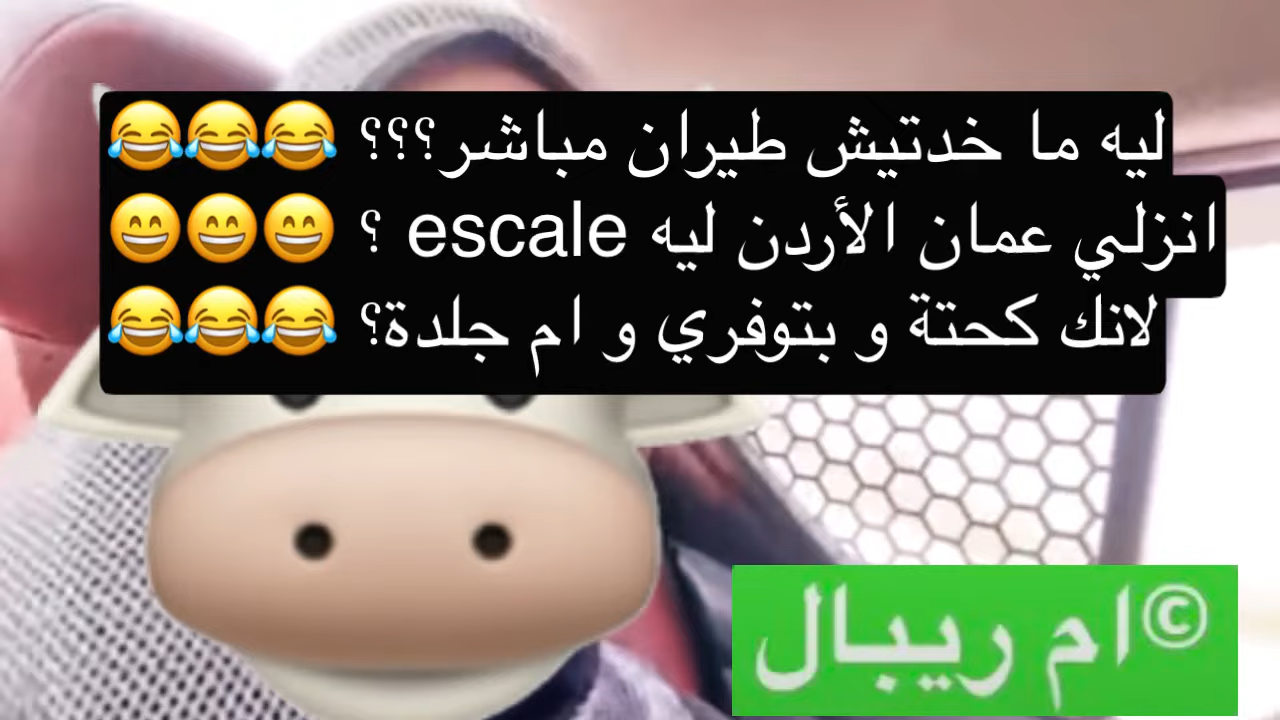 ليه ما خدتيش طيران مباشر؟؟؟ 😂😂😂
انزلي عمان الأردن ليه escale ؟ 😄😄😄
لانك كحتة و بتوفري و ام جلدة؟ 😂😂😂
©ام ريبال